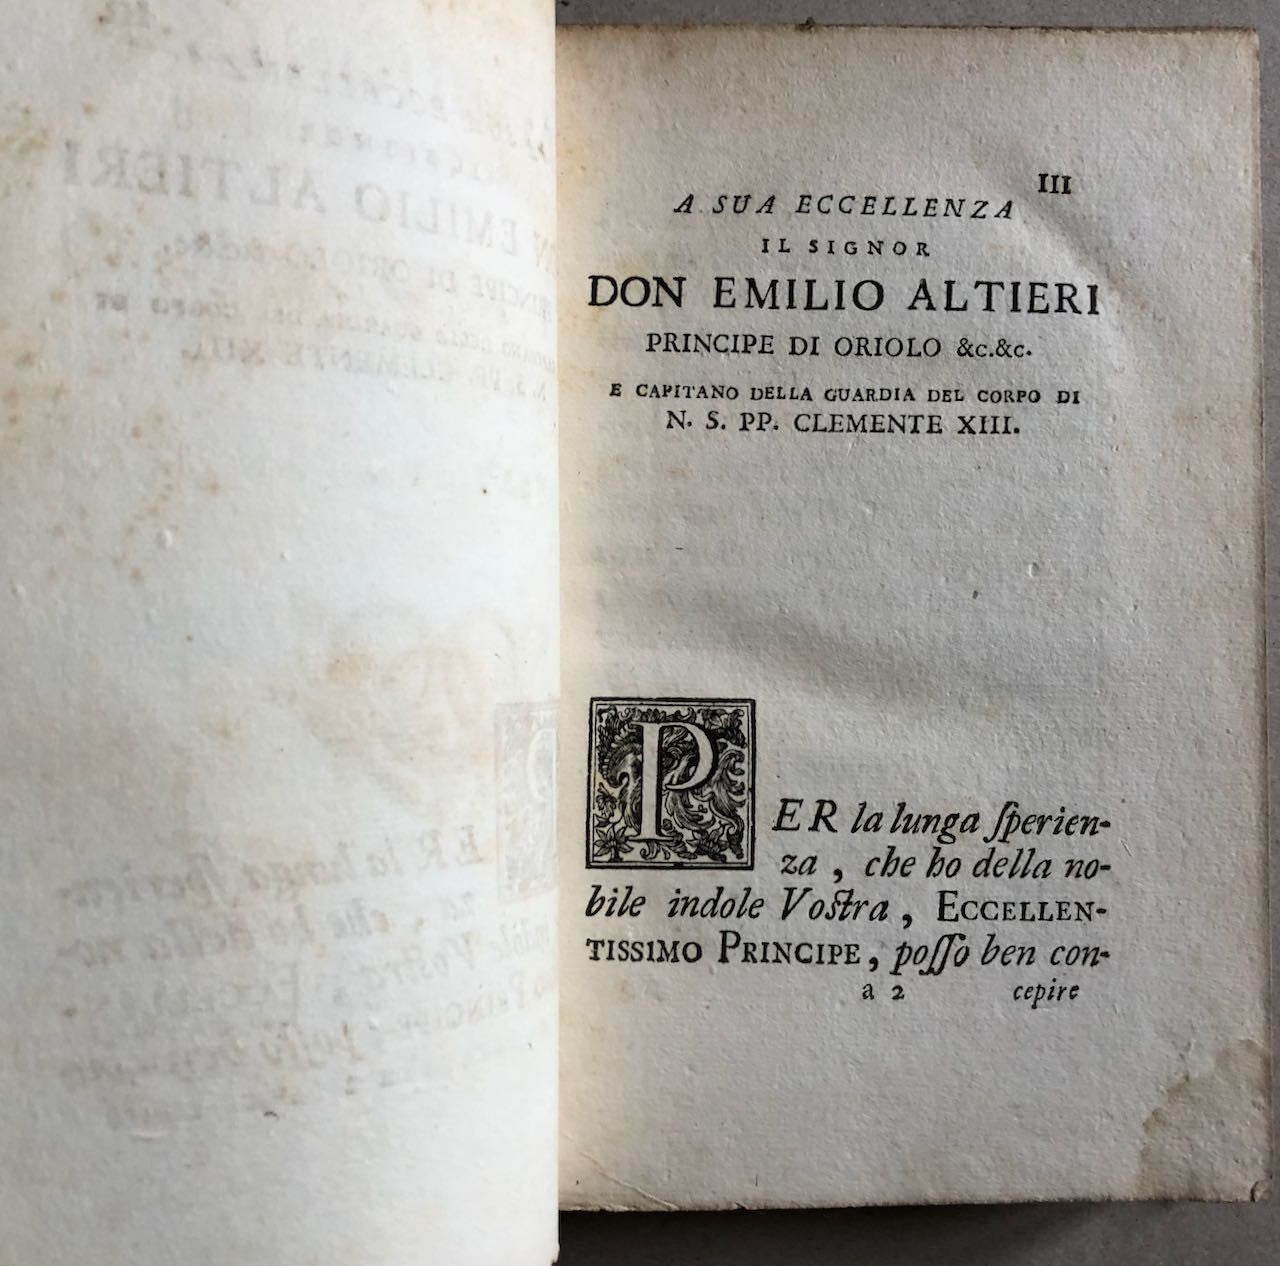 III
A SUA ECCELLENZA
IL SIGNOR
DON EMILIO ALTIERI
PRINCIPE DI ORIOLO &c.&c.
E CAPITANO DELLA GUARDIA DEL CORPO DI
N. S. PP. CLEMENTE XIII.
PER la lunga ſperien-
za, che ho della no-
bile indole Voſtra, ECCELLEN-
TISSIMO PRINCIPE, poſſo ben con-
a 2 cepire